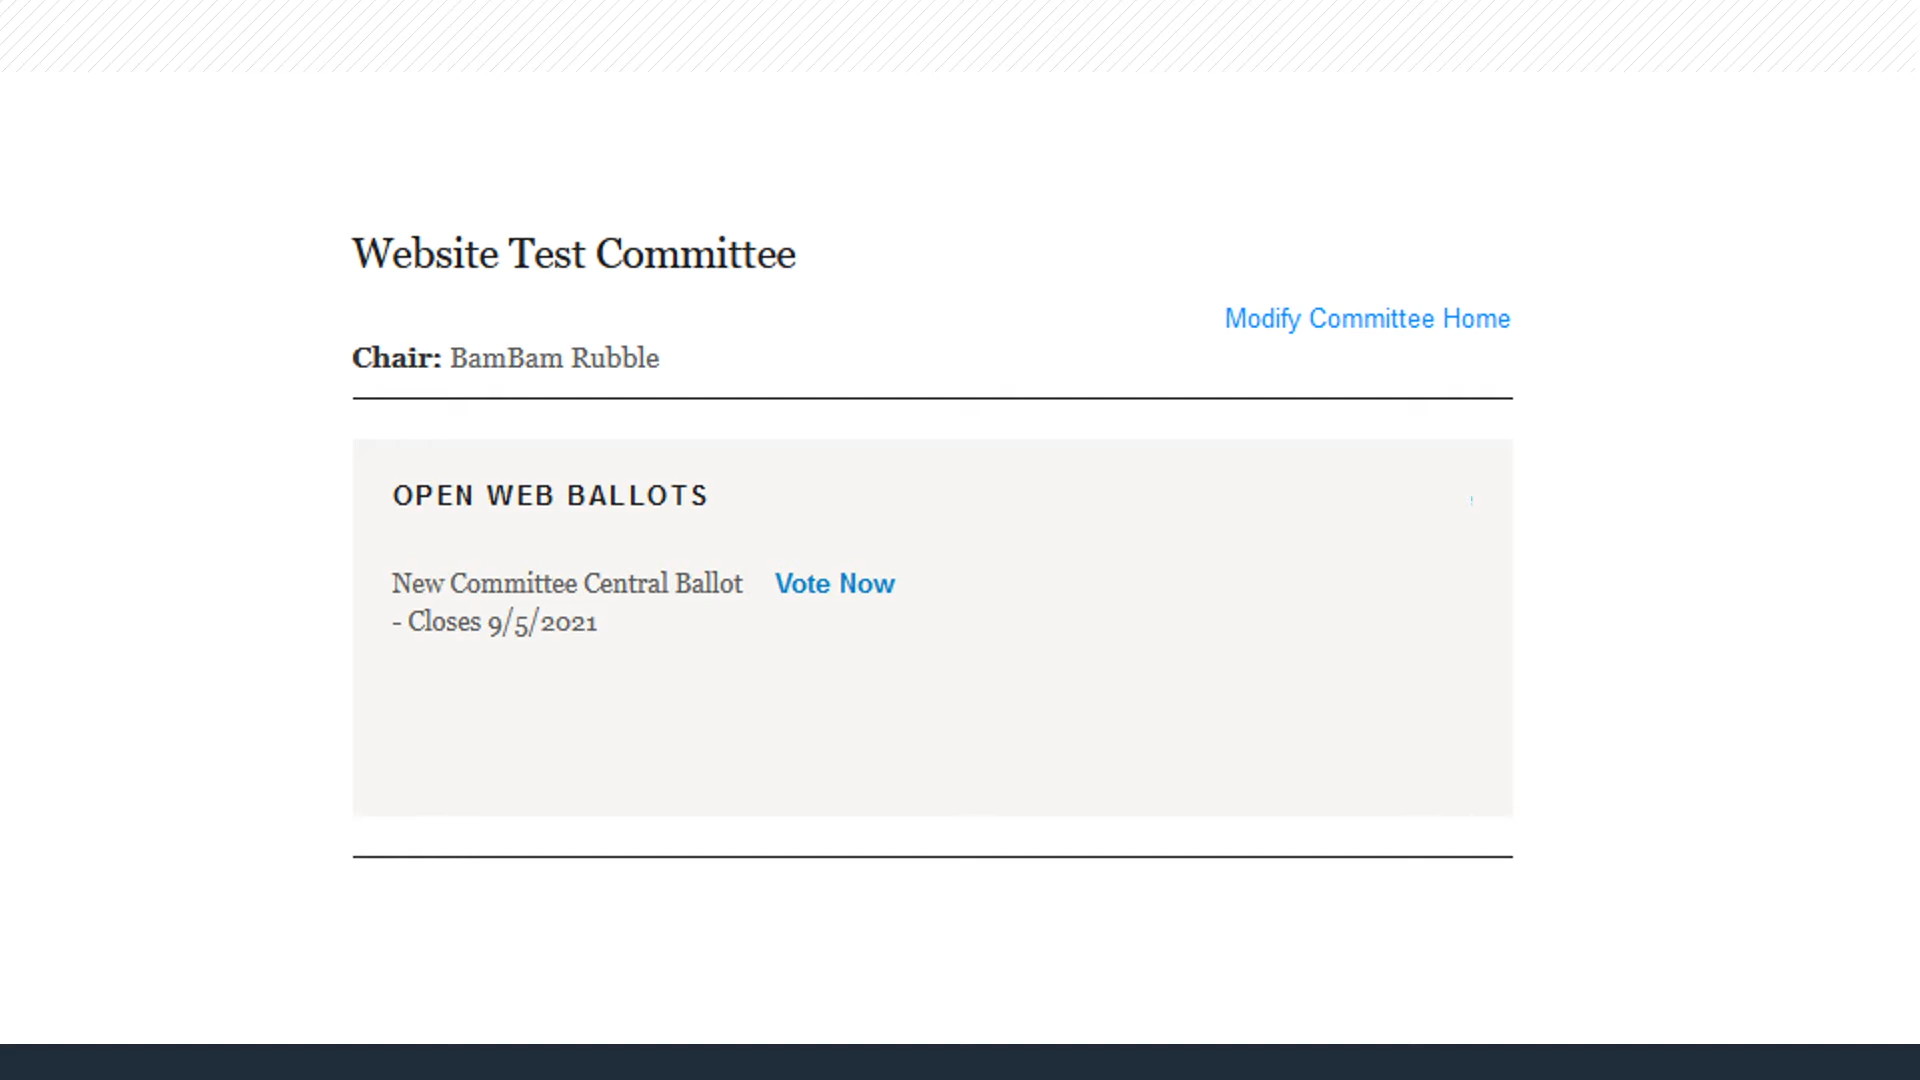 Website Test Committee
Modify Committee Home
Chair: BamBam Rubble
OPEN WEB BALLOTS
New Committee Central Ballot Vote Now
- Closes 9/5/2021